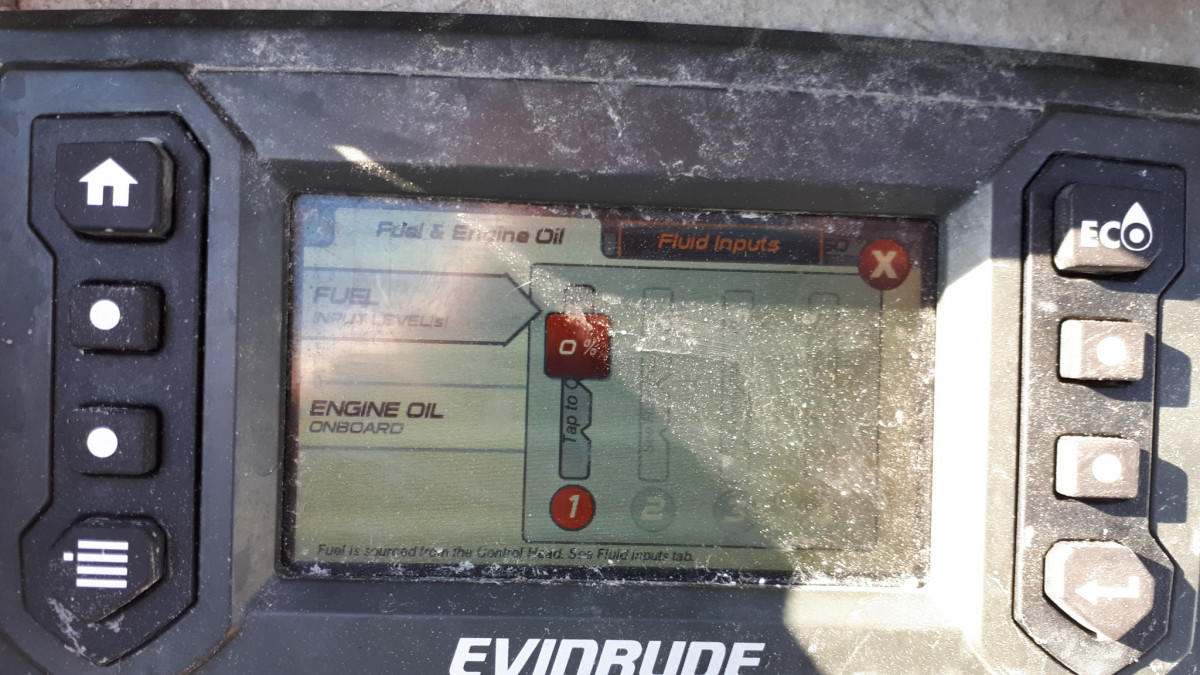 Fuel & Engine Oil
Fluid Inputs
X
ECO
FUEL
INPUT LEVEL(s)
0 %
Tap to
ENGINE OIL
ONBOARD
1
2
3
Fuel is sourced from the Control Head. See Fluid Inputs tab.
EVINRUDE